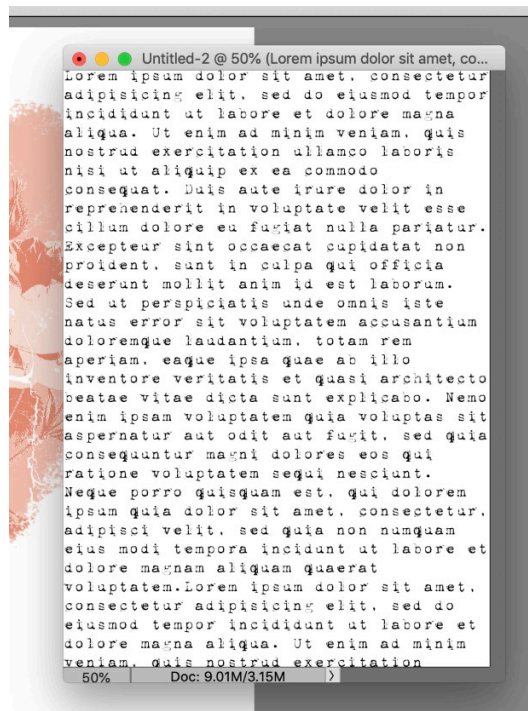 Untitled-2 @ 50% (Lorem ipsum dolor sit amet, co...
Lorem ipsum dolor sit amet, consectetur
adipisicing elit, sed do eiusmod tempor
incididunt ut labore et dolore magna
aliqua. Ut enim ad minim veniam, quis
nostrud exercitation ullamco laboris
nisi ut aliquip ex ea commodo
consequat. Duis aute irure dolor in
reprehenderit in voluptate velit esse
cillum dolore eu fugiat nulla pariatur.
Excepteur sint occaecat cupidatat non
proident, sunt in culpa qui officia
deserunt mollit anim id est laborum.
Sed ut perspiciatis unde omnis iste
natus error sit voluptatem accusantium
doloremque laudantium, totam rem
aperiam, eaque ipsa quae ab illo
inventore veritatis et quasi architecto
beatae vitae dicta sunt explicabo. Nemo
enim ipsam voluptatem quia voluptas sit
aspernatur aut odit aut fugit, sed quia
consequuntur magni dolores eos qui
ratione voluptatem sequi nesciunt.
Neque porro quisquam est, qui dolorem
ipsum quia dolor sit amet, consectetur,
adipisci velit, sed quia non numquam
eius modi tempora incidunt ut labore et
dolore magnam aliquam quaerat
voluptatem.Lorem ipsum dolor sit amet,
consectetur adipisicing elit, sed do
eiusmod tempor incididunt ut labore et
dolore magna aliqua. Ut enim ad minim
veniam, quis nostrud exercitation
50% Doc: 9.01M/3.15M